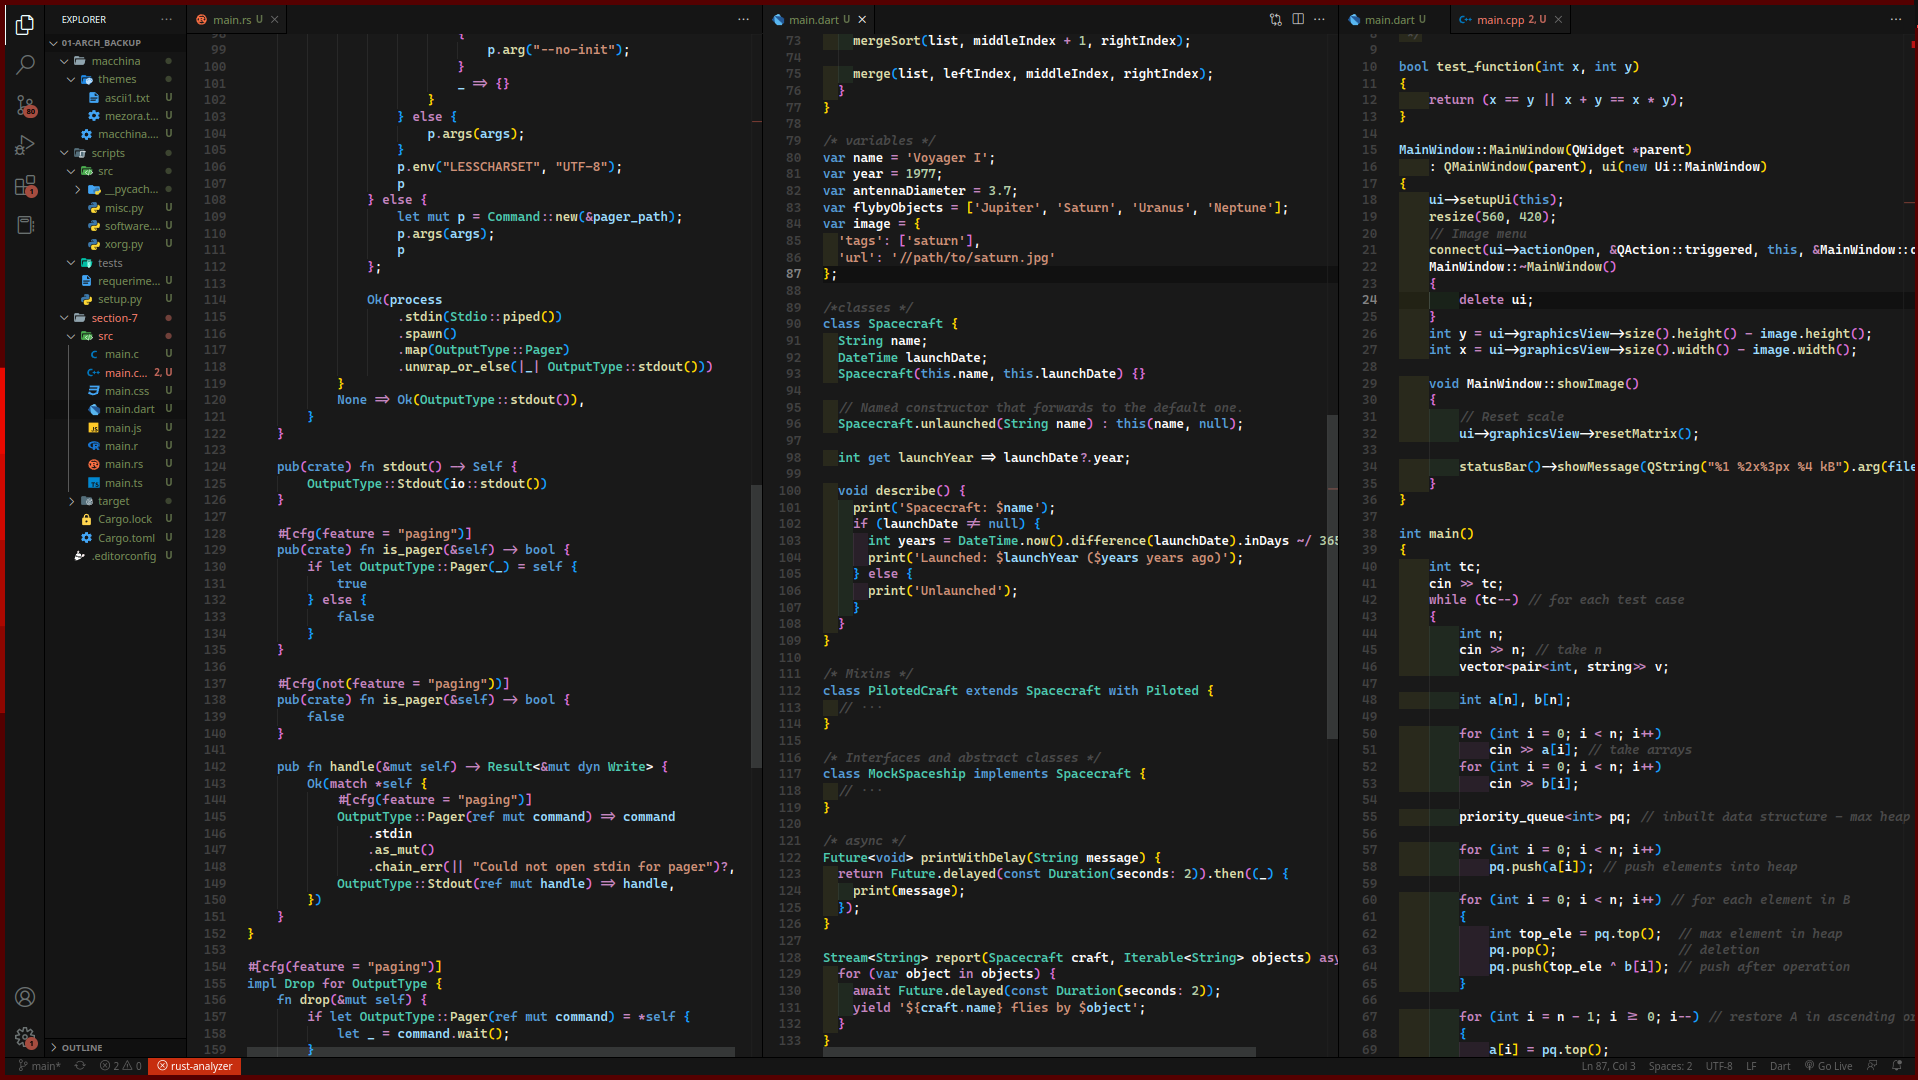 EXPLORER ...
01-ARCH_BACKUP
macchina
themes
ascii1.txt U
mezora.t... U
macchina.... U
scripts
src
__pycach...
misc.py U
software.... U
xorg.py U
tests
requerime... U
setup.py U
section-7
src
main.c U
main.c... 2, U
main.css U
main.dart U
main.js U
main.r U
main.rs U
main.ts U
target
Cargo.lock U
Cargo.toml U
.editorconfig U
OUTLINE
80
1
1
main.rs U
98 {
99 p.arg("--no-init");
100 }
101 _ => {}
102 }
103 } else {
104 p.args(args);
105 }
106 p.env("LESSCHARSET", "UTF-8");
107 p
108 } else {
109 let mut p = Command::new(&pager_path);
110 p.args(args);
111 p
112 };
113
114 Ok(process
115 .stdin(Stdio::piped())
116 .spawn()
117 .map(OutputType::Pager)
118 .unwrap_or_else(|_| OutputType::stdout()))
119 }
120 None => Ok(OutputType::stdout()),
121 }
122 }
123
124 pub(crate) fn stdout() -> Self {
125 OutputType::Stdout(io::stdout())
126 }
127
128 #[cfg(feature = "paging")]
129 pub(crate) fn is_pager(&self) -> bool {
130 if let OutputType::Pager(_) = self {
131 true
132 } else {
133 false
134 }
135 }
136
137 #[cfg(not(feature = "paging"))]
138 pub(crate) fn is_pager(&self) -> bool {
139 false
140 }
141
142 pub fn handle(&mut self) -> Result<&mut dyn Write> {
143 Ok(match *self {
144 #[cfg(feature = "paging")]
145 OutputType::Pager(ref mut command) => command
146 .stdin
147 .as_mut()
148 .chain_err(|| "Could not open stdin for pager")?,
149 OutputType::Stdout(ref mut handle) => handle,
150 })
151 }
152 }
153
154 #[cfg(feature = "paging")]
155 impl Drop for OutputType {
156 fn drop(&mut self) {
157 if let OutputType::Pager(ref mut command) = *self {
158 let _ = command.wait();
159 }
main.dart U
73 mergeSort(list, middleIndex + 1, rightIndex);
74
75 merge(list, leftIndex, middleIndex, rightIndex);
76 }
77 }
78
79 /* variables */
80 var name = 'Voyager I';
81 var year = 1977;
82 var antennaDiameter = 3.7;
83 var flybyObjects = ['Jupiter', 'Saturn', 'Uranus', 'Neptune'];
84 var image = {
85 'tags': ['saturn'],
86 'url': '//path/to/saturn.jpg'
87 };
88
89 /*classes */
90 class Spacecraft {
91 String name;
92 DateTime launchDate;
93 Spacecraft(this.name, this.launchDate) {}
94
95 // Named constructor that forwards to the default one.
96 Spacecraft.unlaunched(String name) : this(name, null);
97
98 int get launchYear => launchDate?.year;
99
100 void describe() {
101 print('Spacecraft: $name');
102 if (launchDate != null) {
103 int years = DateTime.now().difference(launchDate).inDays ~/ 365
104 print('Launched: $launchYear ($years years ago)');
105 } else {
106 print('Unlaunched');
107 }
108 }
109 }
110
111 /* Mixins */
112 class PilotedCraft extends Spacecraft with Piloted {
113 // ···
114 }
115
116 /* Interfaces and abstract classes */
117 class MockSpaceship implements Spacecraft {
118 // ···
119 }
120
121 /* async */
122 Future<void> printWithDelay(String message) {
123 return Future.delayed(const Duration(seconds: 2)).then((_) {
124 print(message);
125 });
126 }
127
128 Stream<String> report(Spacecraft craft, Iterable<String> objects) asy
129 for (var object in objects) {
130 await Future.delayed(const Duration(seconds: 2));
131 yield '${craft.name} flies by $object';
132 }
133 }
main.dart U main.cpp 2, U
8 */
9
10 bool test_function(int x, int y)
11 {
12 return (x == y || x + y == x * y);
13 }
14
15 MainWindow::MainWindow(QWidget *parent)
16 : QMainWindow(parent), ui(new Ui::MainWindow)
17 {
18 ui->setupUi(this);
19 resize(560, 420);
20 // Image menu
21 connect(ui->actionOpen, &QAction::triggered, this, &MainWindow::o
22 MainWindow::~MainWindow()
23 {
24 delete ui;
25 }
26 int y = ui->graphicsView->size().height() - image.height();
27 int x = ui->graphicsView->size().width() - image.width();
28
29 void MainWindow::showImage()
30 {
31 // Reset scale
32 ui->graphicsView->resetMatrix();
33
34 statusBar()->showMessage(QString("%1 %2x%3px %4 kB").arg(file
35 }
36 }
37
38 int main()
39 {
40 int tc;
41 cin >> tc;
42 while (tc--) // for each test case
43 {
44 int n;
45 cin >> n; // take n
46 vector<pair<int, string>> v;
47
48 int a[n], b[n];
49
50 for (int i = 0; i < n; i++)
51 cin >> a[i]; // take arrays
52 for (int i = 0; i < n; i++)
53 cin >> b[i];
54
55 priority_queue<int> pq; // inbuilt data structure - max heap
56
57 for (int i = 0; i < n; i++)
58 pq.push(a[i]); // push elements into heap
59
60 for (int i = 0; i < n; i++) // for each element in B
61 {
62 int top_ele = pq.top(); // max element in heap
63 pq.pop(); // deletion
64 pq.push(top_ele ^ b[i]); // push after operation
65 }
66
67 for (int i = n - 1; i >= 0; i--) // restore A in ascending or
68 {
69 a[i] = pq.top();
main* 2 0 rust-analyzer Ln 87, Col 3 Spaces: 2 UTF-8 LF Dart Go Live